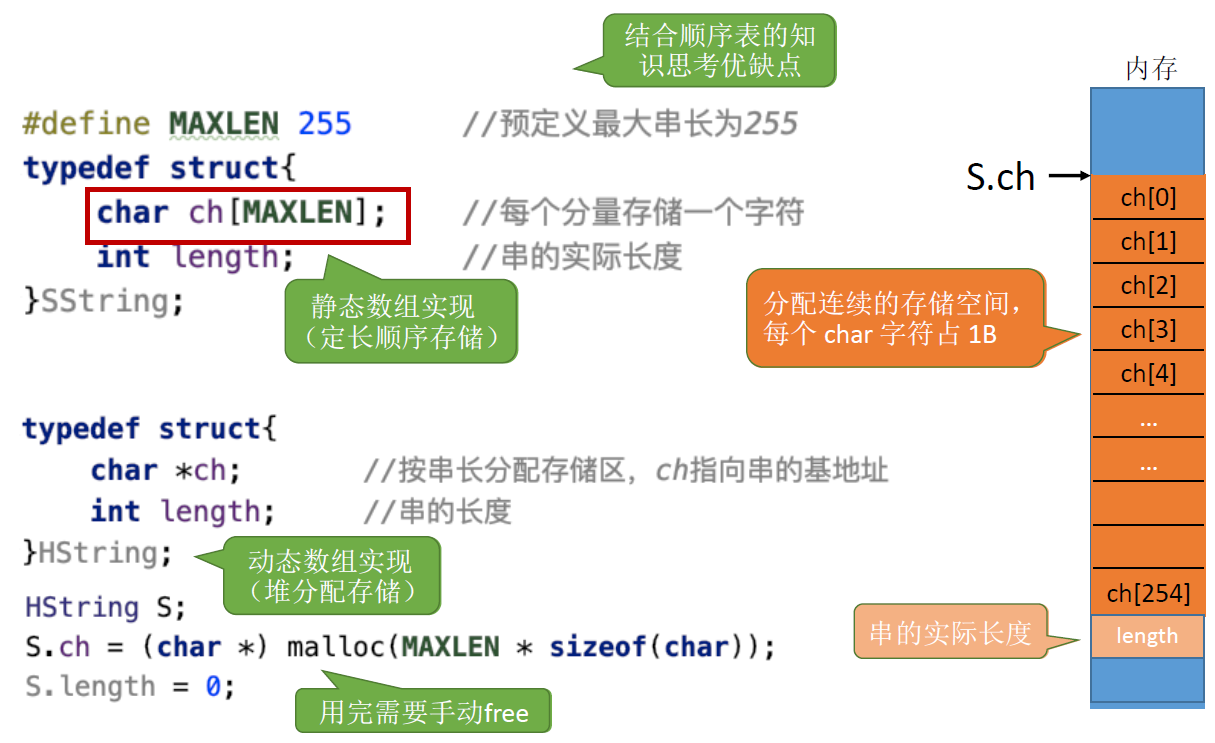 结合顺序表的知
识思考优缺点
#define MAXLEN 255 //预定义最大串长为255
typedef struct{
char ch[MAXLEN]; //每个分量存储一个字符
int length; //串的实际长度
}SString;
静态数组实现
（定长顺序存储）
typedef struct{
char *ch; //按串长分配存储区，ch指向串的基地址
int length; //串的长度
}HString;
动态数组实现
（堆分配存储）
HString S;
S.ch = (char *) malloc(MAXLEN * sizeof(char));
S.length = 0;
用完需要手动free
内存
S.ch
ch[0]
ch[1]
ch[2]
ch[3]
ch[4]
...
...
ch[254]
length
分配连续的存储空间，
每个 char 字符占 1B
串的实际长度